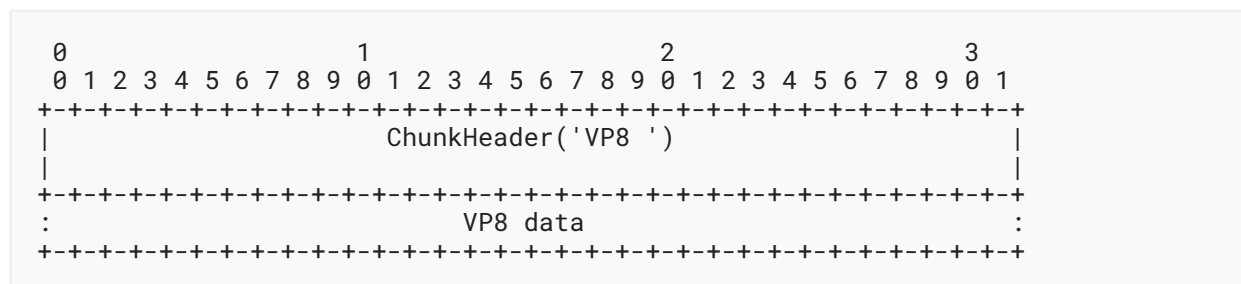 0                   1                   2                   3
 0 1 2 3 4 5 6 7 8 9 0 1 2 3 4 5 6 7 8 9 0 1 2 3 4 5 6 7 8 9 0 1
+-+-+-+-+-+-+-+-+-+-+-+-+-+-+-+-+-+-+-+-+-+-+-+-+-+-+-+-+-+-+-+-+
|                      ChunkHeader('VP8 ')                      |
|                                                               |
+-+-+-+-+-+-+-+-+-+-+-+-+-+-+-+-+-+-+-+-+-+-+-+-+-+-+-+-+-+-+-+-+
:                           VP8 data                            :
+-+-+-+-+-+-+-+-+-+-+-+-+-+-+-+-+-+-+-+-+-+-+-+-+-+-+-+-+-+-+-+-+